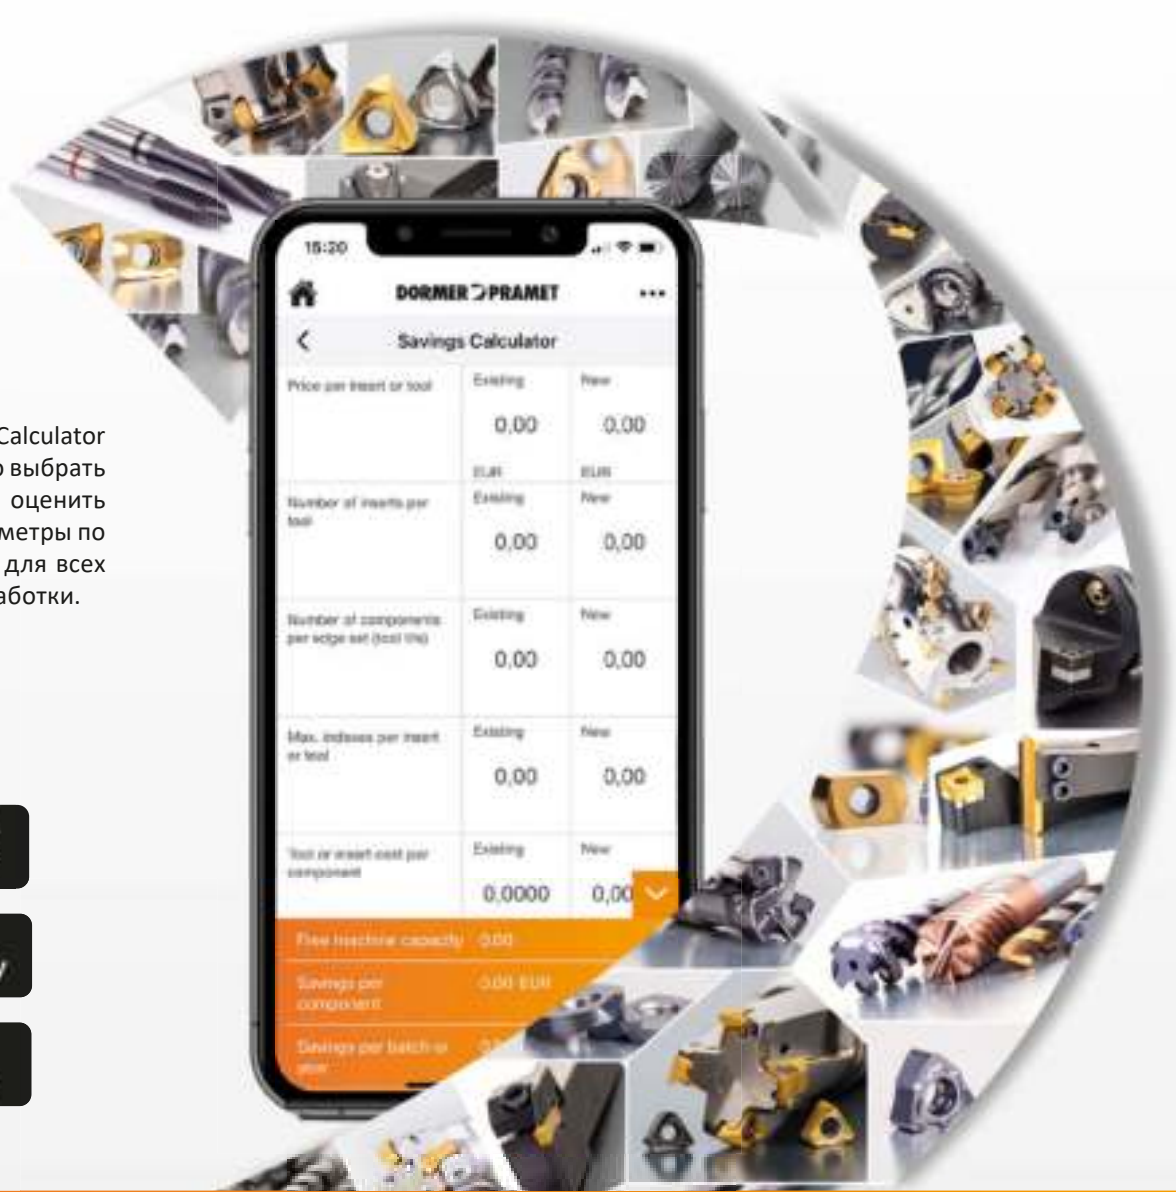 15:20
DORMER PRAMET
Savings Calculator
Price per insert or tool
Existing
New
0,00
0,00
EUR
EUR
Number of inserts per
tool
Existing
New
0,00
0,00
Number of components
per edge set (tool life)
Existing
New
0,00
0,00
Max. indexes per insert
or tool
Existing
New
0,00
0,00
Tool or insert cost per
component
Existing
New
0,0000
0,00
Free machine capacity 0.00
Savings per
component
0.00 EUR
Savings per batch or
year
Calculator
выбрать
оценить
метры по
для всех
аботки.